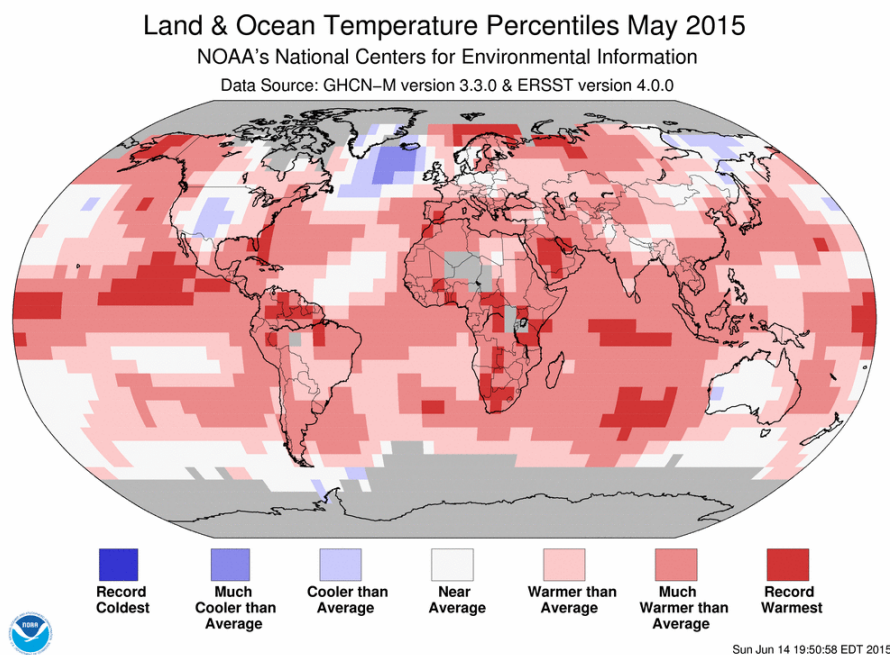 Land & Ocean Temperature Percentiles May 2015
NOAA's National Centers for Environmental Information
Data Source: GHCN–M version 3.3.0 & ERSST version 4.0.0
Record
Coldest
Much
Cooler than
Average
Cooler than
Average
Near
Average
Warmer than
Average
Much
Warmer than
Average
Record
Warmest
NOAA
Sun Jun 14 19:50:58 EDT 2015